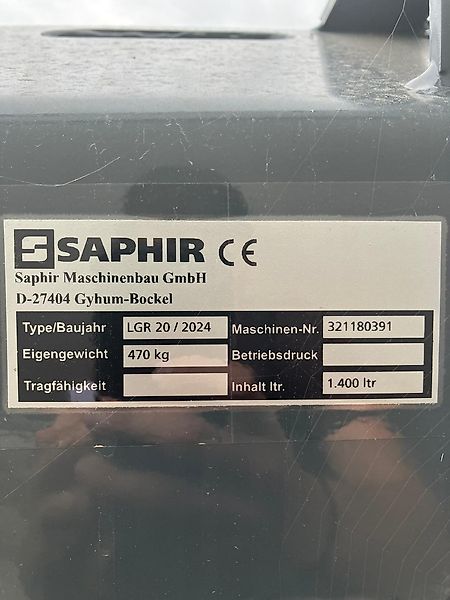 SAPHIR CE
Saphir Maschinenbau GmbH
D-27404 Gyhum-Bockel
Type/Baujahr LGR 20 / 2024 Maschinen-Nr. 321180391
Eigengewicht 470 kg Betriebsdruck
Tragfähigkeit Inhalt ltr. 1.400 ltr